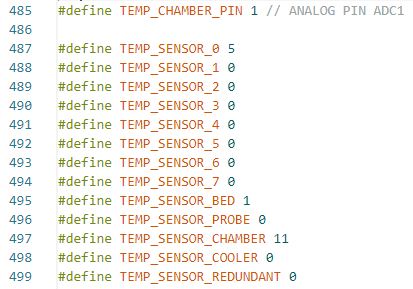 485 #define TEMP_CHAMBER_PIN 1 // ANALOG PIN ADC1
486
487 #define TEMP_SENSOR_0 5
488 #define TEMP_SENSOR_1 0
489 #define TEMP_SENSOR_2 0
490 #define TEMP_SENSOR_3 0
491 #define TEMP_SENSOR_4 0
492 #define TEMP_SENSOR_5 0
493 #define TEMP_SENSOR_6 0
494 #define TEMP_SENSOR_7 0
495 #define TEMP_SENSOR_BED 1
496 #define TEMP_SENSOR_PROBE 0
497 #define TEMP_SENSOR_CHAMBER 11
498 #define TEMP_SENSOR_COOLER 0
499 #define TEMP_SENSOR_REDUNDANT 0